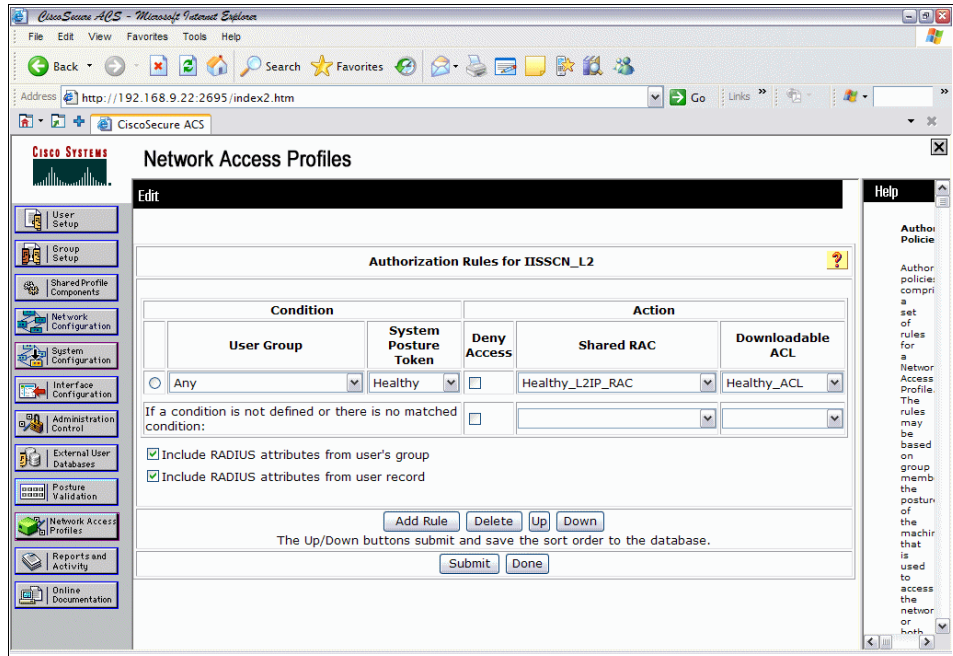 CiscoSecure ACS - Microsoft Internet Explorer
File Edit View Favorites Tools Help
Back Search Favorites
Address http://192.168.9.22:2695/index2.htm Go Links »
CiscoSecure ACS
CISCO SYSTEMS
Network Access Profiles
Edit
User Setup
Group Setup
Shared Profile Components
Network Configuration
System Configuration
Interface Configuration
Administration Control
External User Databases
Posture Validation
Network Access Profiles
Reports and Activity
Online Documentation
Authorization Rules for IISSCN_L2
?
Condition Action
User Group System Posture Token Deny Access Shared RAC Downloadable ACL
Any Healthy Healthy_L2IP_RAC Healthy_ACL
If a condition is not defined or there is no matched
condition:
Include RADIUS attributes from user's group
Include RADIUS attributes from user record
Add Rule Delete Up Down
The Up/Down buttons submit and save the sort order to the database.
Submit Done
Help
Author
Policie
Author
policies
compri
a
set
of
rules
for
a
Networ
Access
Profile.
The
rules
may
be
based
on
group
memb
the
posture
of
the
machin
that
is
used
to
access
the
networ
or
both